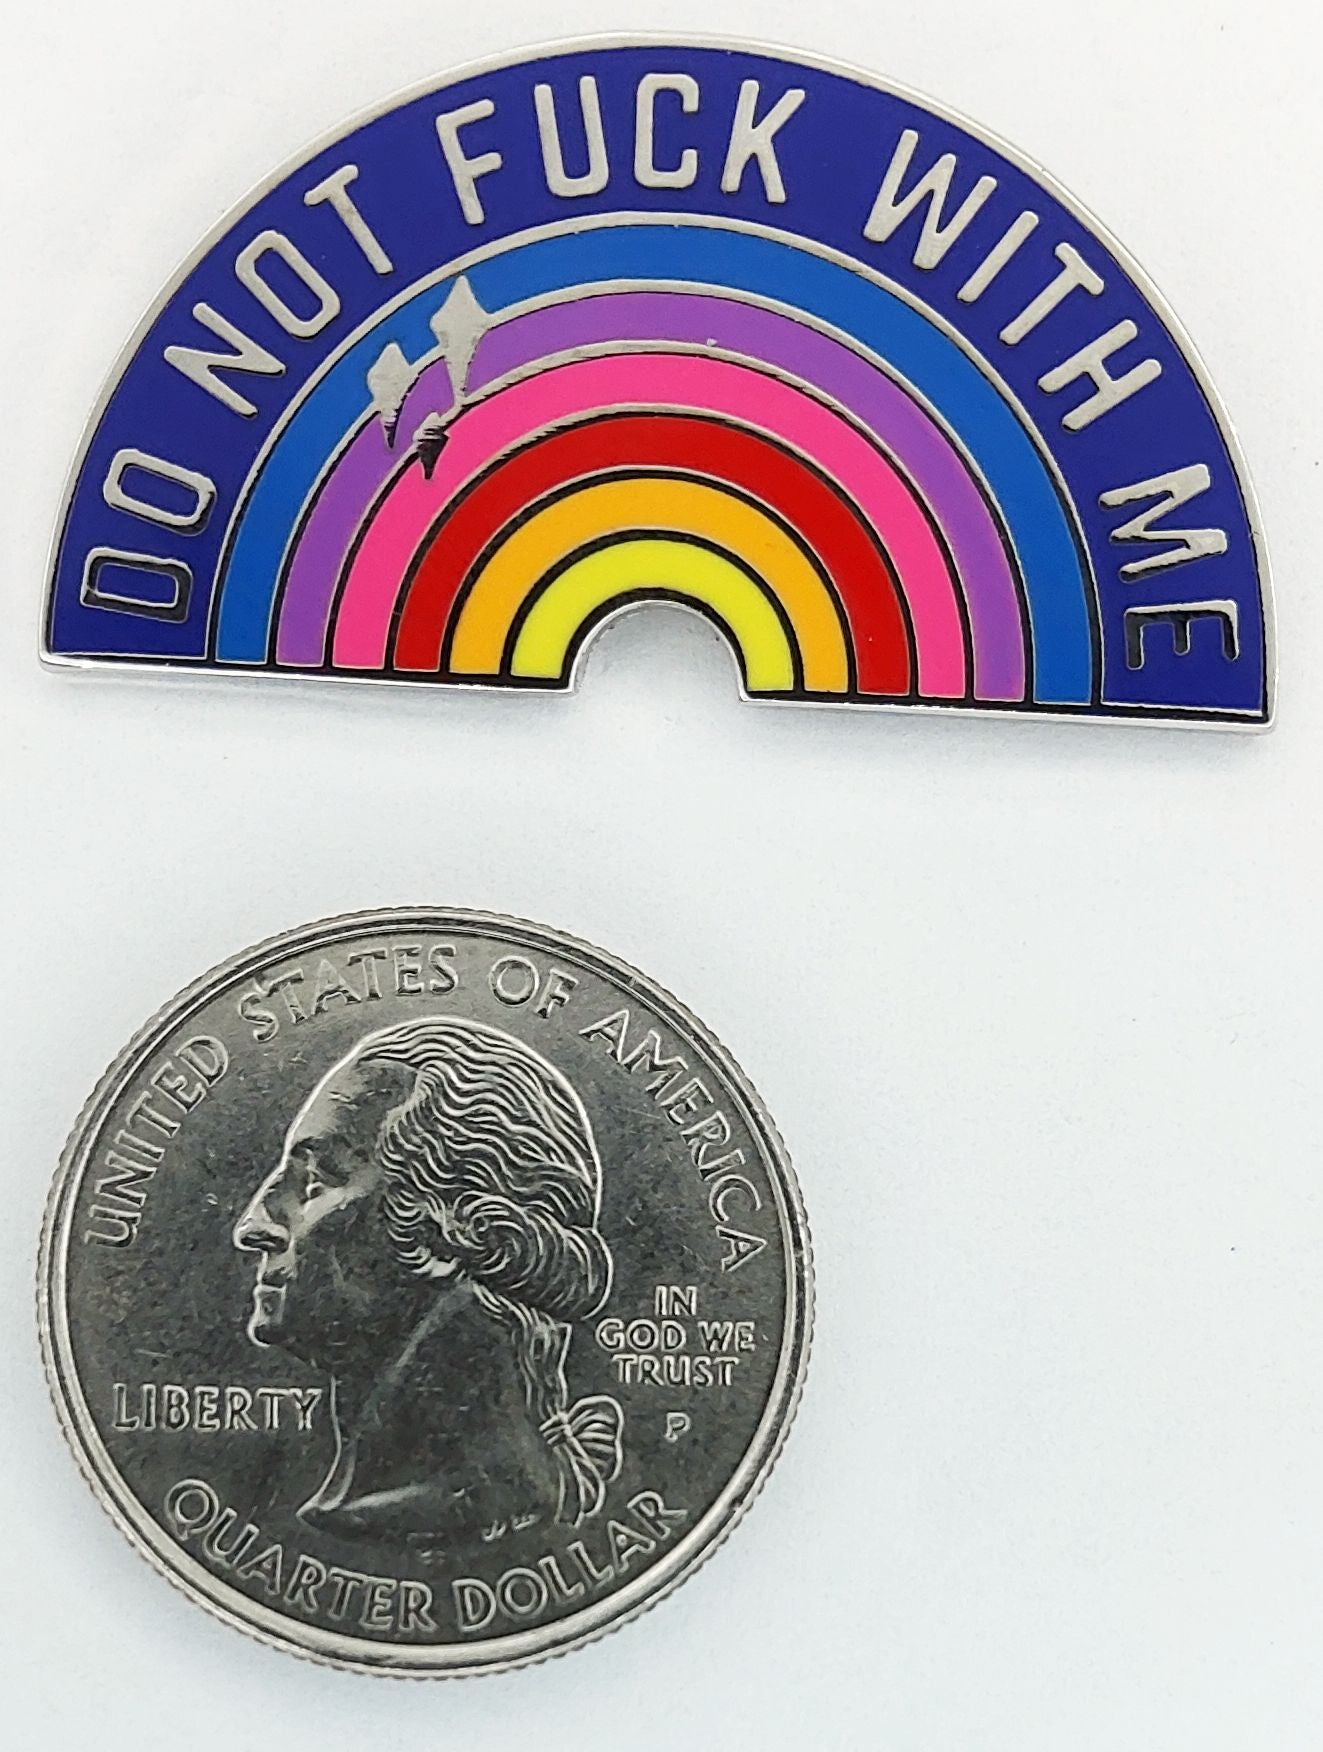 DO NOT FUCK WITH ME
UNITED STATES OF AMERICA
IN
GOD WE
TRUST
LIBERTY
P
QUARTER DOLLAR